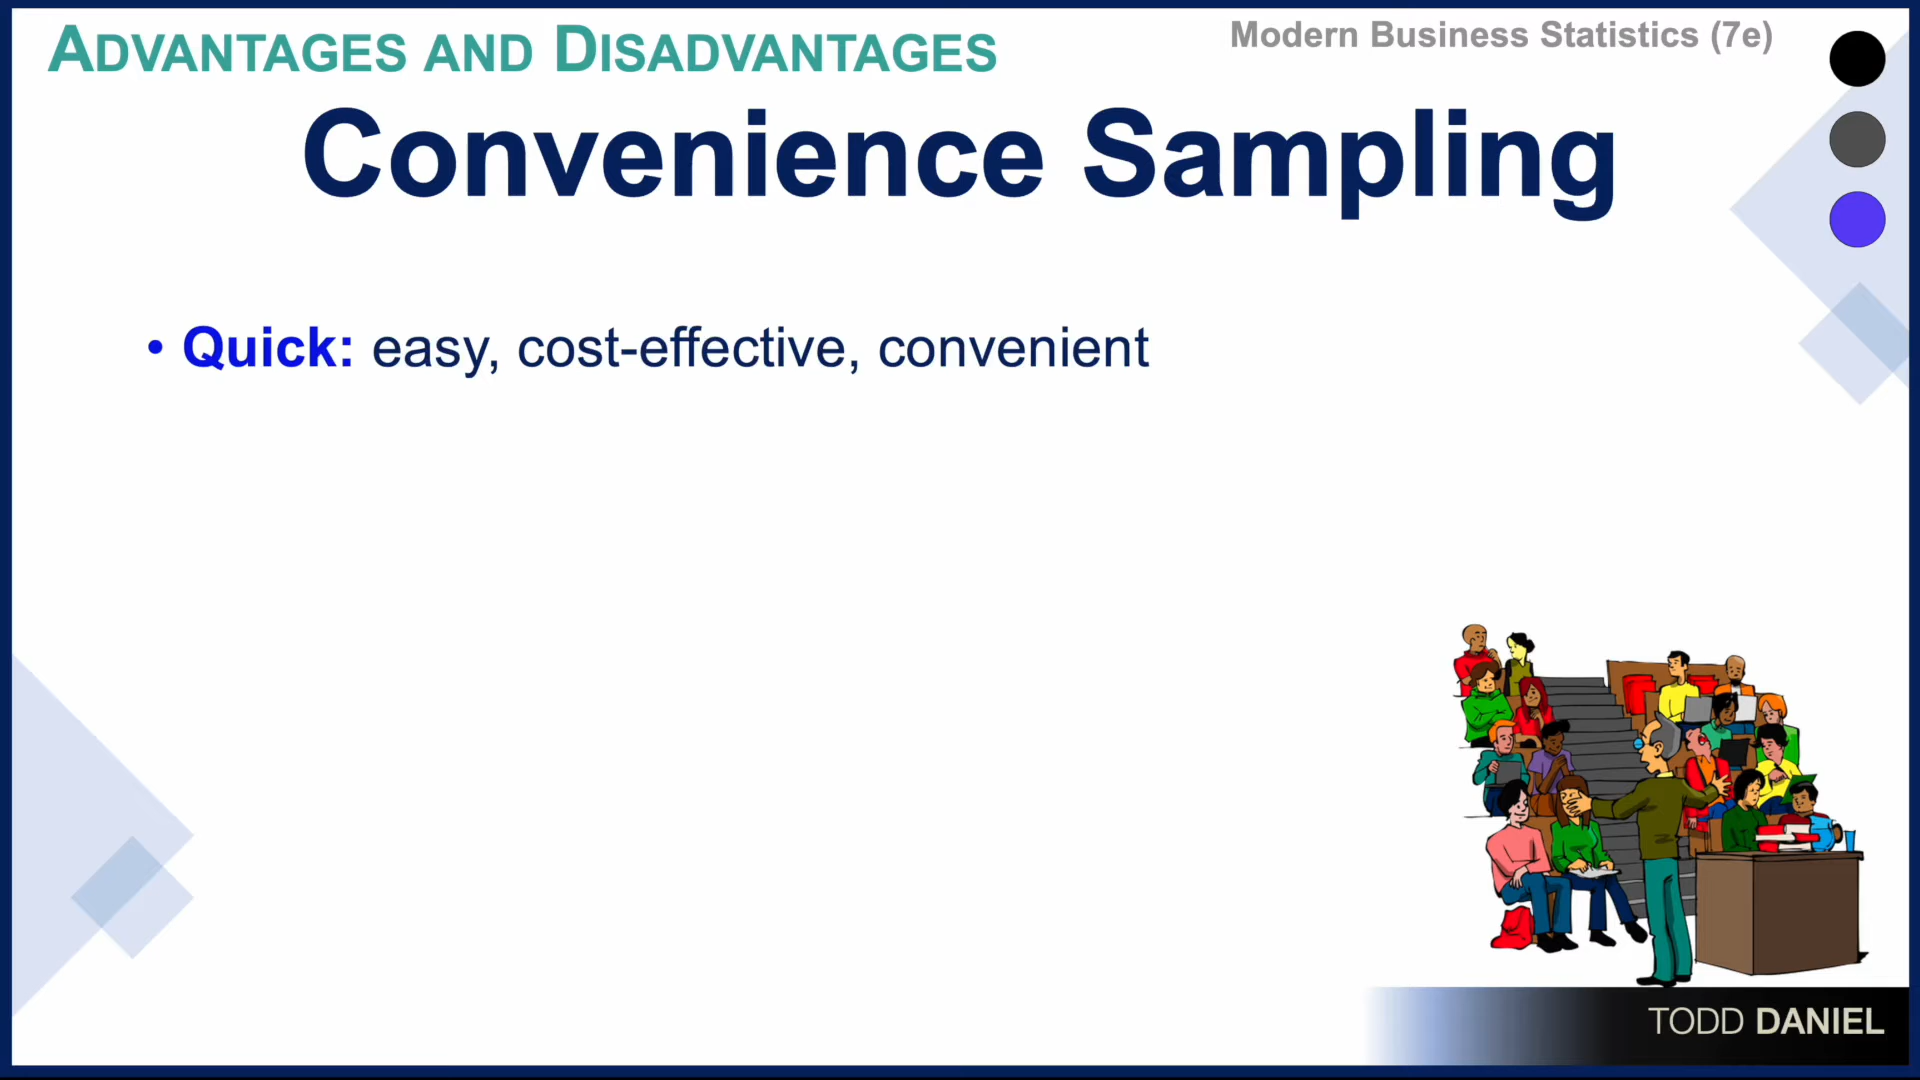 ADVANTAGES AND DISADVANTAGES
Modern Business Statistics (7e)
Convenience Sampling
• Quick: easy, cost-effective, convenient
TODD DANIEL